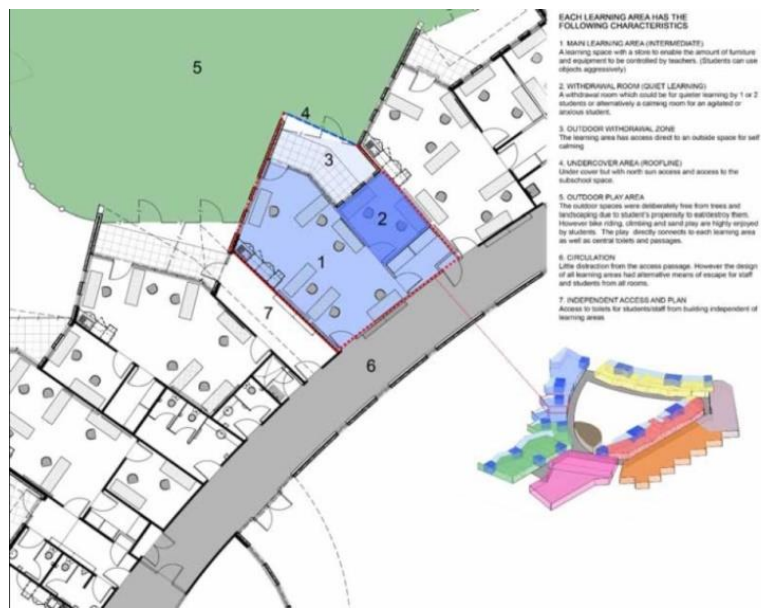 EACH LEARNING AREA HAS THE
FOLLOWING CHARACTERISTICS
1. MAIN LEARNING AREA (INTERMEDIATE)
A learning space with a store to enable the amount of furniture
and equipment to be controlled by teachers. (Students can use
objects aggressively)
2. WITHDRAWAL ROOM (QUIET LEARNING)
A withdrawal room which could be for quieter learning by 1 or 2
students or alternatively a calming room for an agitated or
anxious student.
3. OUTDOOR WITHDRAWAL ZONE
The learning area has access direct to an outside space for self
calming
4. UNDERCOVER AREA (ROOFLINE)
Under cover but with north sun access and access to the
subschool space.
5. OUTDOOR PLAY AREA
The outdoor spaces were deliberately free from trees and
landscaping due to student's propensity to eat/destroy them.
However bike riding, climbing and sand play are highly enjoyed
by students. The play directly connects to each learning area
as well as central toilets and passages.
6. CIRCULATION
Little distraction from the access passage. However the design
of all learning areas had alternative means of escape for staff
and students from all rooms.
7. INDEPENDENT ACCESS AND PLAN
Access to toilets for students/staff from building independent of
learning areas
5
4
3
2
1
7
6